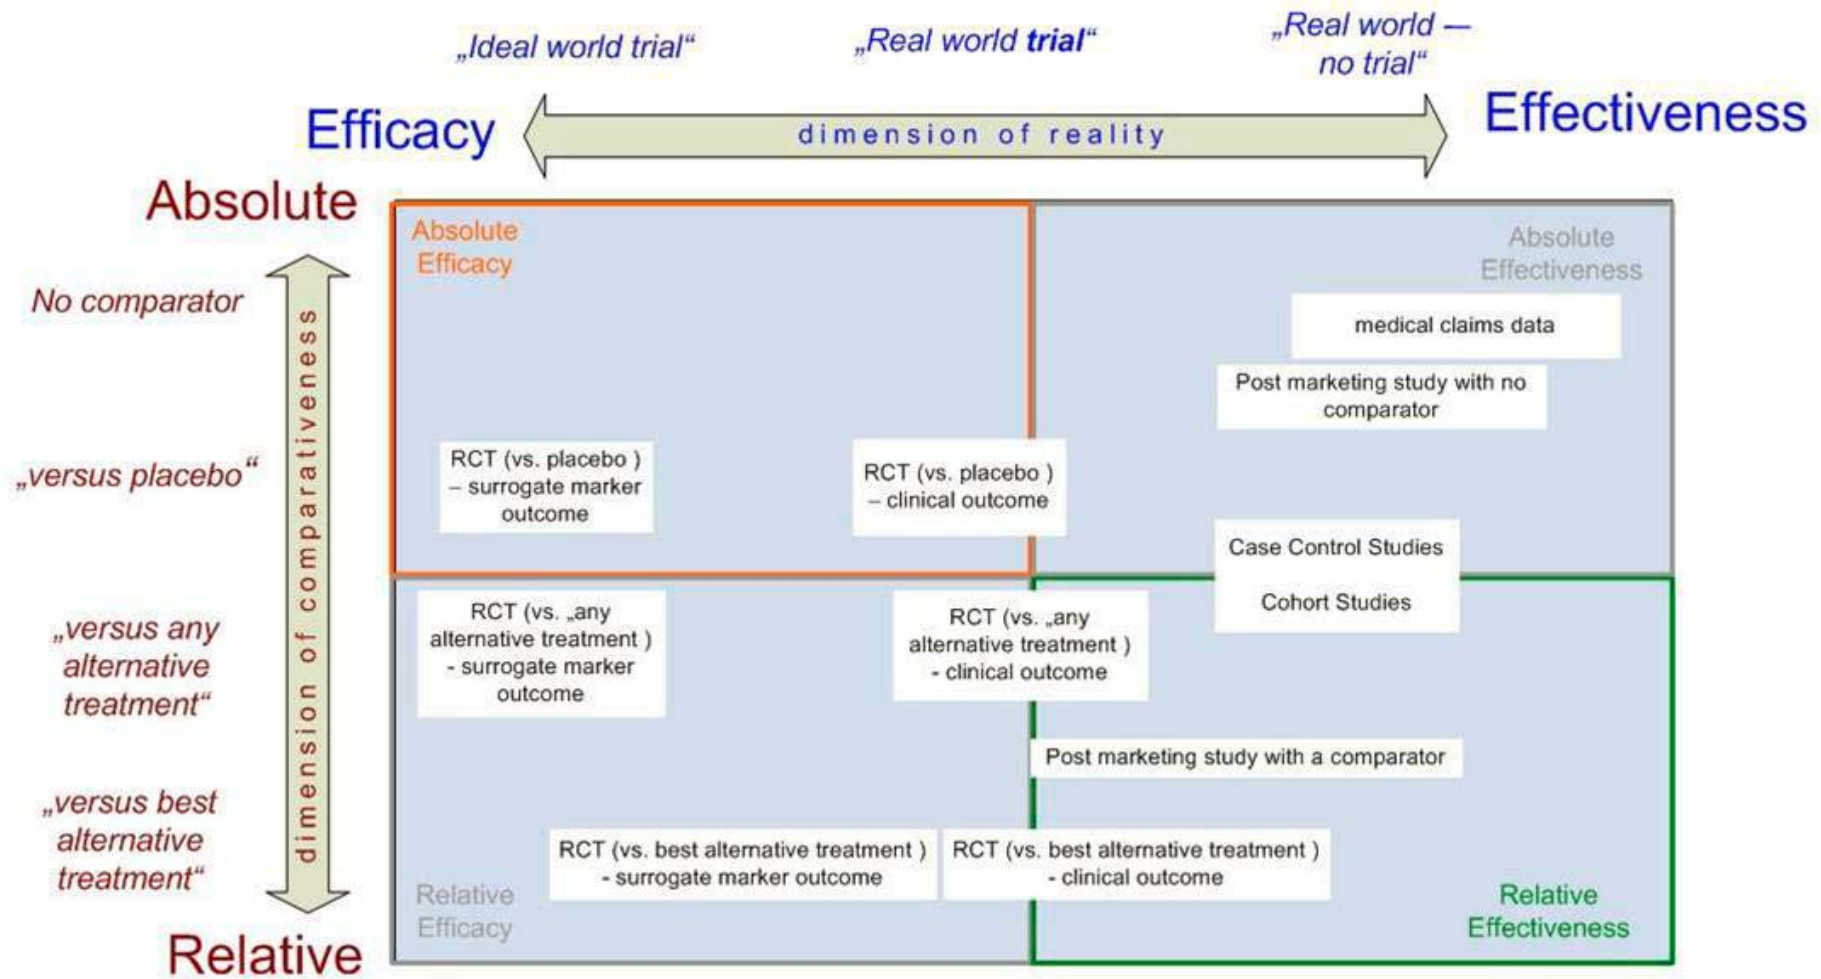 „Ideal world trial“
„Real world trial“
„Real world —
no trial“
Efficacy
dimension of reality
Effectiveness
Absolute
No comparator
„versus placebo“
„versus any
alternative
treatment“
„versus best
alternative
treatment“
Relative
dimension of comparativeness
Absolute
Efficacy
Absolute
Effectiveness
medical claims data
Post marketing study with no
comparator
RCT (vs. placebo )
– surrogate marker
outcome
RCT (vs. placebo )
– clinical outcome
Case Control Studies
Cohort Studies
RCT (vs. „any
alternative treatment )
- surrogate marker
outcome
RCT (vs. „any
alternative treatment )
- clinical outcome
Post marketing study with a comparator
RCT (vs. best alternative treatment )
- surrogate marker outcome
RCT (vs. best alternative treatment )
- clinical outcome
Relative
Efficacy
Relative
Effectiveness